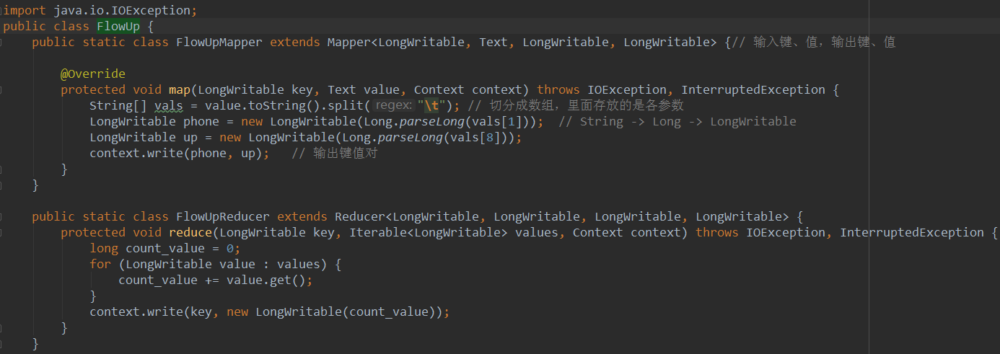 import java.io.IOException;
public class FlowUp {
public static class FlowUpMapper extends Mapper<LongWritable, Text, LongWritable, LongWritable> {// 输入键、值，输出键、值
@Override
protected void map(LongWritable key, Text value, Context context) throws IOException, InterruptedException {
String[] vals = value.toString().split( regex: "\t"); // 切分成数组，里面存放的是各参数
LongWritable phone = new LongWritable(Long.parseLong(vals[1])); // String -> Long -> LongWritable
LongWritable up = new LongWritable(Long.parseLong(vals[8]));
context.write(phone, up); // 输出键值对
}
}
public static class FlowUpReducer extends Reducer<LongWritable, LongWritable, LongWritable, LongWritable> {
protected void reduce(LongWritable key, Iterable<LongWritable> values, Context context) throws IOException, InterruptedException {
long count_value = 0;
for (LongWritable value : values) {
count_value += value.get();
}
context.write(key, new LongWritable(count_value));
}
}